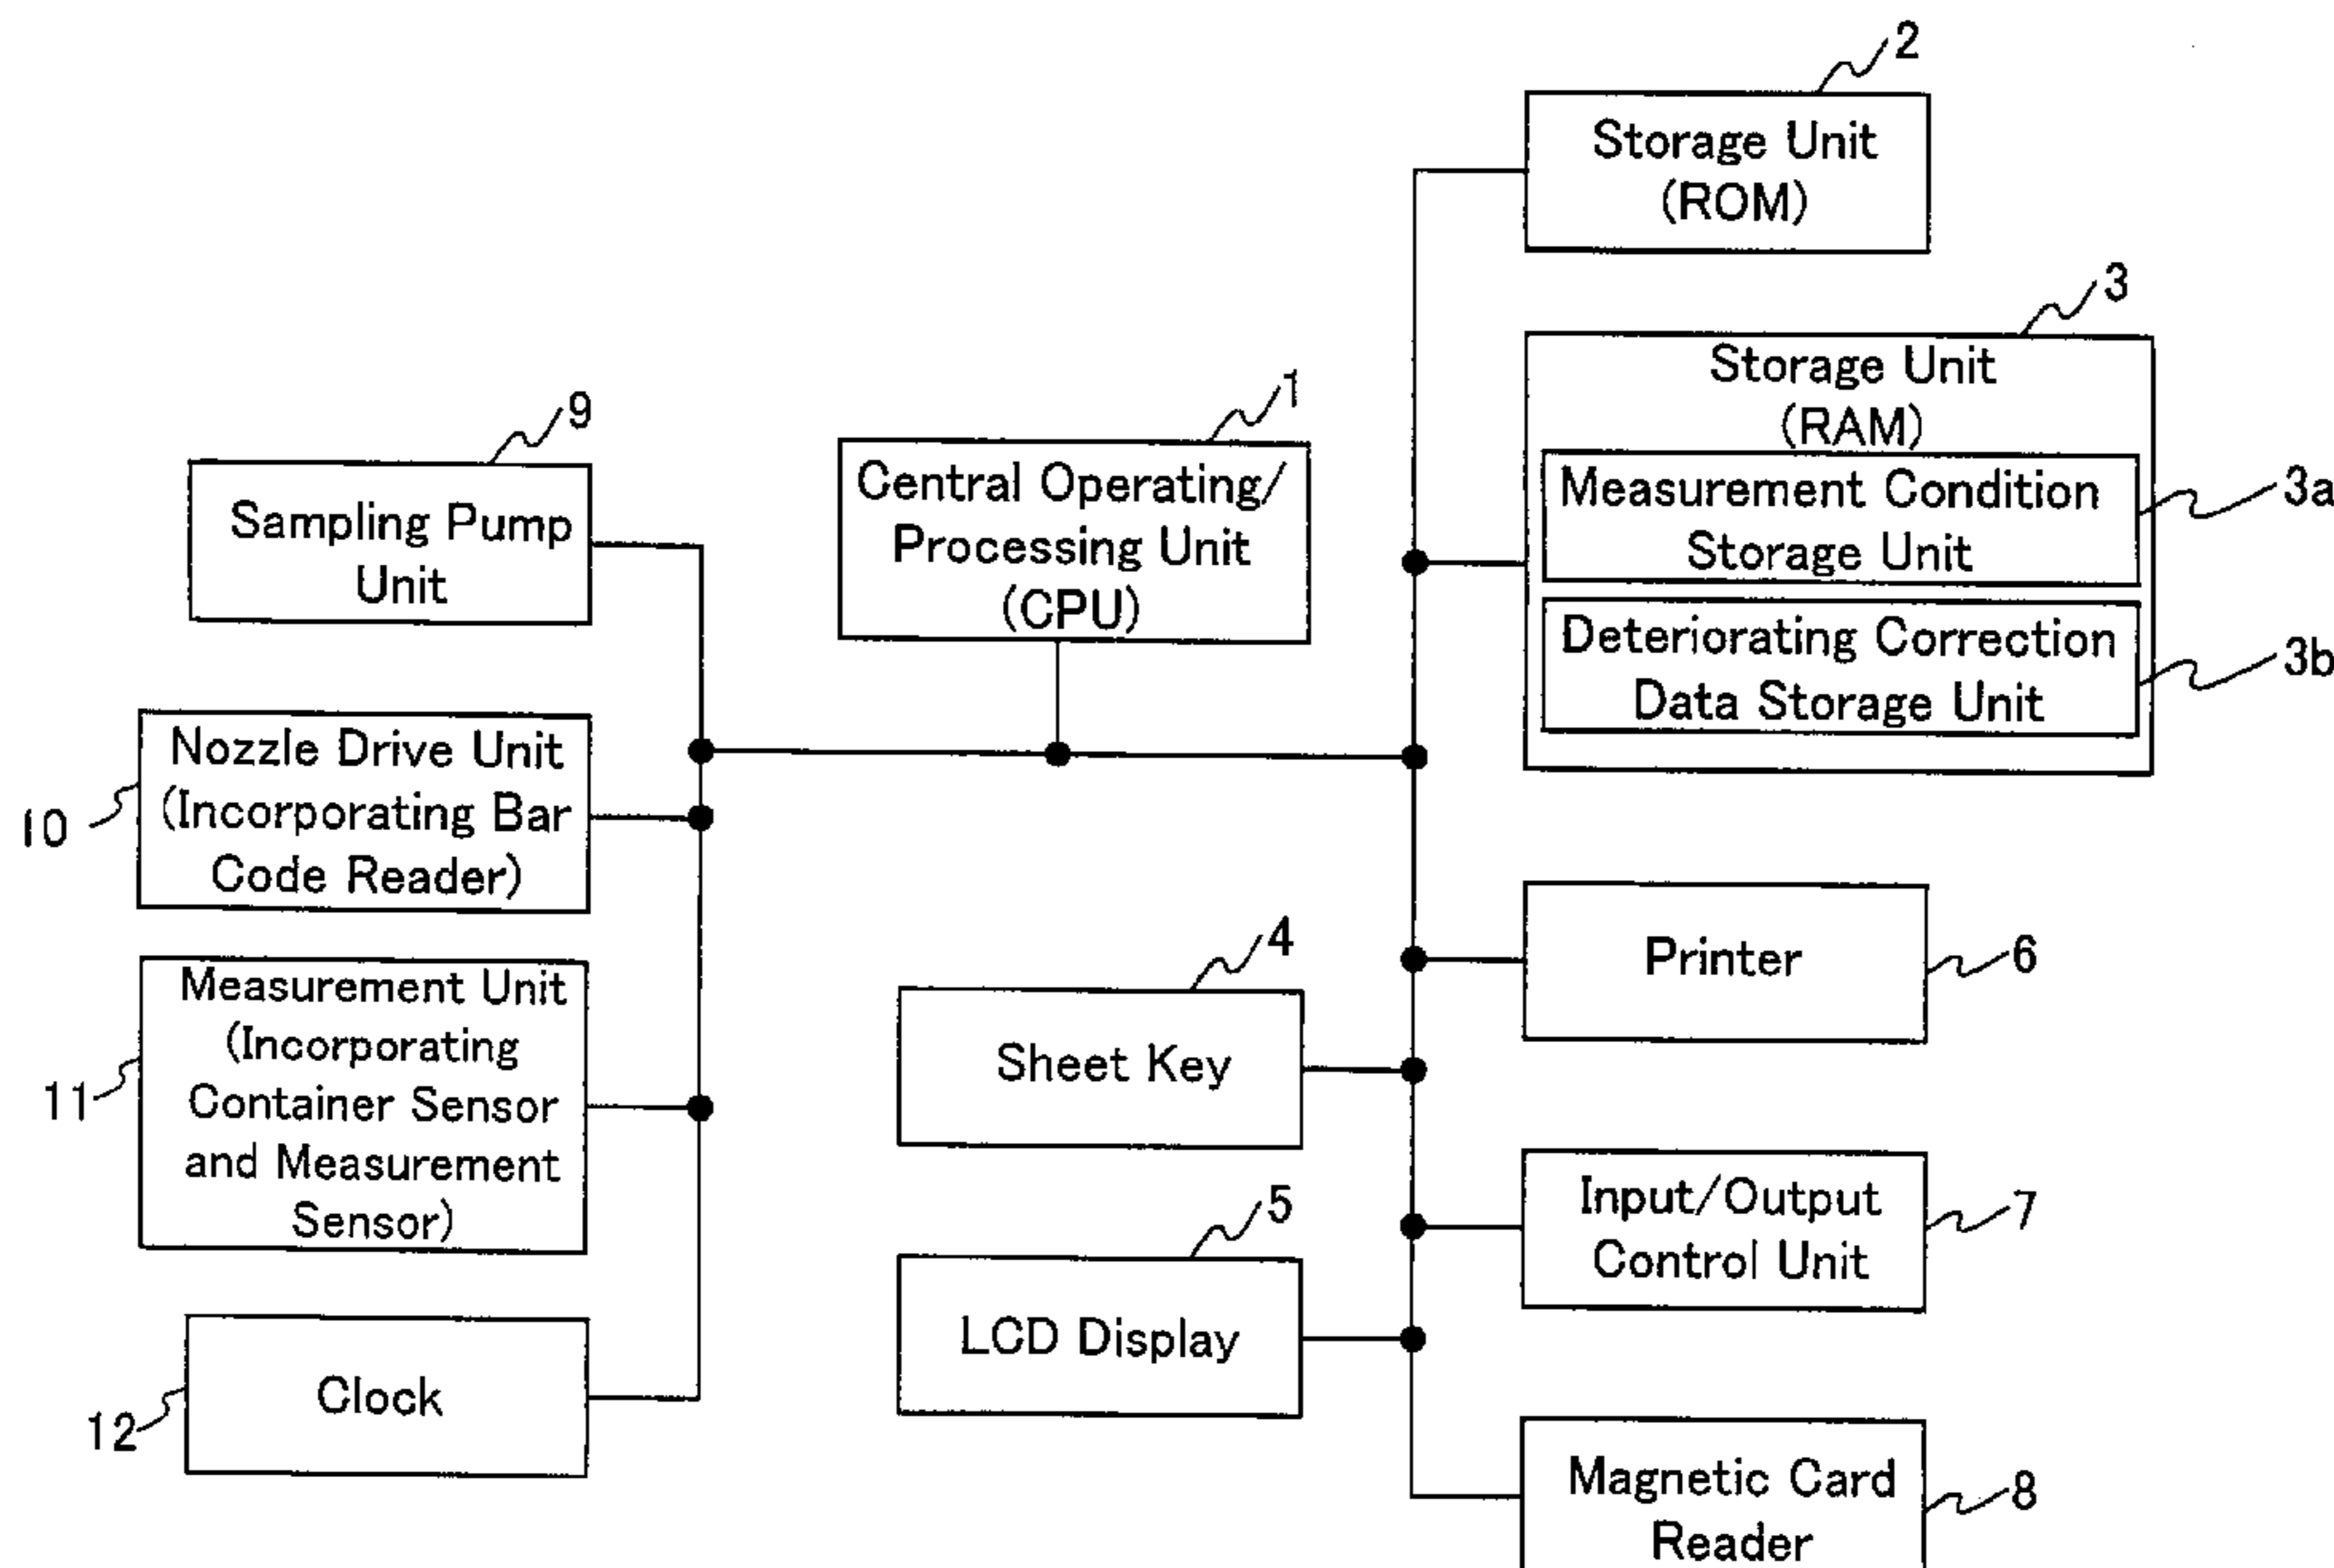 2
Storage Unit
(ROM)
3
Storage Unit
(RAM)
Measurement Condition
Storage Unit
3a
Deteriorating Correction
Data Storage Unit
3b
1
Central Operating/
Processing Unit
(CPU)
9
Sampling Pump
Unit
Nozzle Drive Unit
(Incorporating Bar
Code Reader)
10
Measurement Unit
(Incorporating
Container Sensor
and Measurement
Sensor)
11
Clock
12
4
Sheet Key
5
LCD Display
Printer
6
Input/Output
Control Unit
7
Magnetic Card
Reader
8